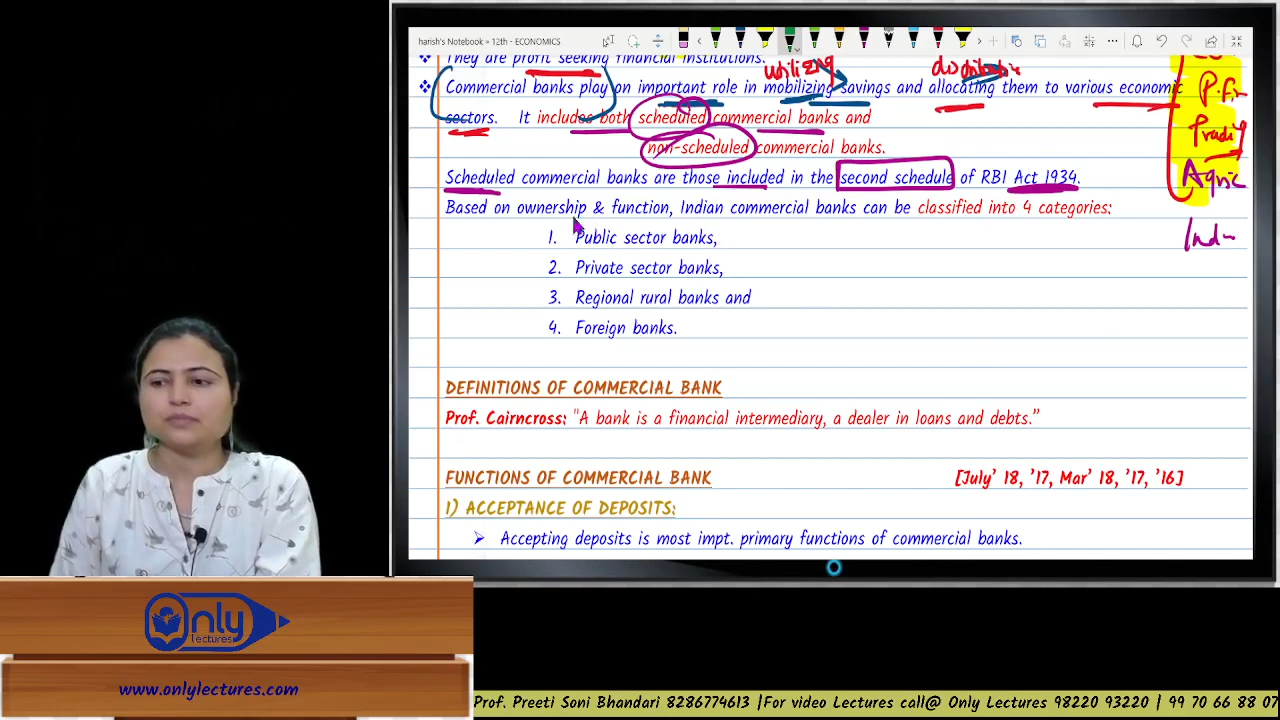 harish's Notebook » 12th - ECONOMICS
They are profit seeking financial institutions.
utilizing
Commercial banks play on important role in mobilizing savings and allocating them to various economic
sectors. It included both scheduled commercial banks and
non-scheduled commercial banks.
Scheduled commercial banks are those included in the second schedule of RBI Act 1934.
Based on ownership & function, Indian commercial banks can be classified into 4 categories:
1. Public sector banks,
2. Private sector banks,
3. Regional rural banks and
4. Foreign banks.
DEFINITIONS OF COMMERCIAL BANK
Prof. Cairncross: "A bank is a financial intermediary, a dealer in loans and debts.”
FUNCTIONS OF COMMERCIAL BANK [July’ 18, ’17, Mar’ 18, ’17, ’16]
1) ACCEPTANCE OF DEPOSITS:
➢ Accepting deposits is most impt. primary functions of commercial banks.
Only
lectures
www.onlylectures.com
Prof. Preeti Soni Bhandari 8286774613 |For video Lectures call@ Only Lectures 98220 93220 | 99 70 66 88 07